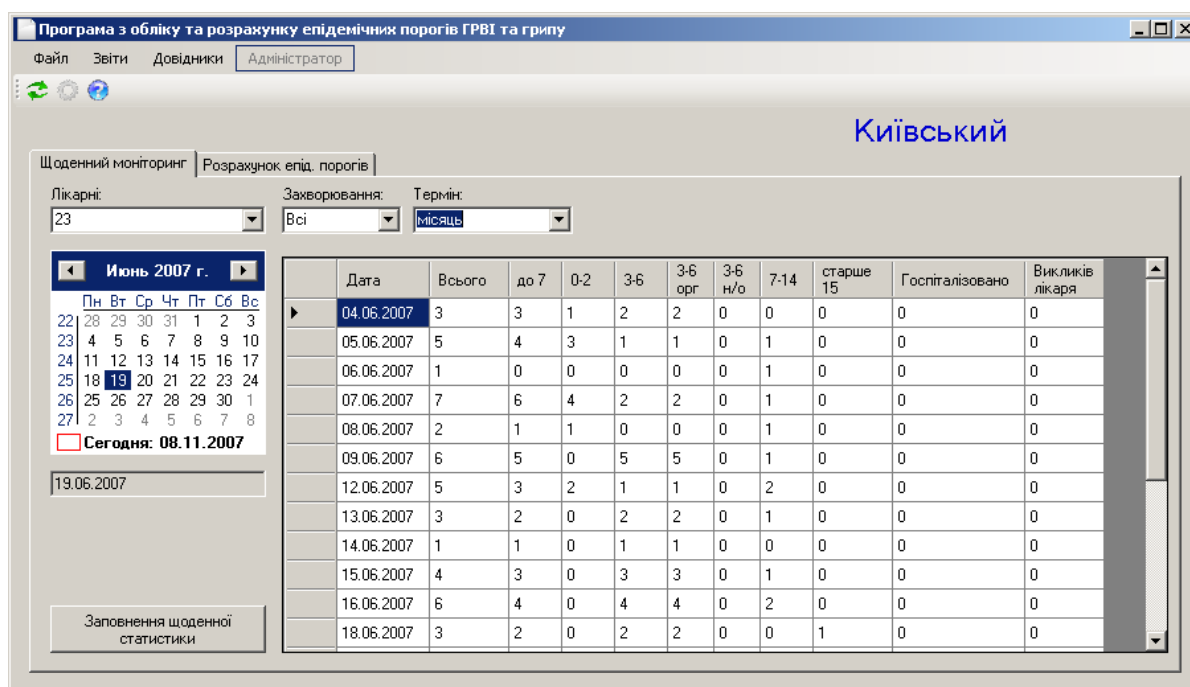 Програма з обліку та розрахунку епідемічних порогів ГРВІ та грипу
Файл Звіти Довідники Адміністратор
Київський
Щоденний моніторинг Розрахунок епід. порогів
Лікарні: Захворювання: Термін:
23 Всі місяць
Июнь 2007 г.
Пн Вт Ср Чт Пт Сб Вс
22 28 29 30 31 1 2 3
23 4 5 6 7 8 9 10
24 11 12 13 14 15 16 17
25 18 19 20 21 22 23 24
26 25 26 27 28 29 30 1
27 2 3 4 5 6 7 8
Сегодня: 08.11.2007
19.06.2007
Заповнення щоденної
статистики
Дата Всього до 7 0-2 3-6 3-6 орг 3-6 н/о 7-14 старше 15 Госпіталізовано Викликів лікаря
04.06.2007 3 3 1 2 2 0 0 0 0 0
05.06.2007 5 4 3 1 1 0 1 0 0 0
06.06.2007 1 0 0 0 0 0 1 0 0 0
07.06.2007 7 6 4 2 2 0 1 0 0 0
08.06.2007 2 1 1 0 0 0 1 0 0 0
09.06.2007 6 5 0 5 5 0 1 0 0 0
12.06.2007 5 3 2 1 1 0 2 0 0 0
13.06.2007 3 2 0 2 2 0 1 0 0 0
14.06.2007 1 1 0 1 1 0 0 0 0 0
15.06.2007 4 3 0 3 3 0 1 0 0 0
16.06.2007 6 4 0 4 4 0 2 0 0 0
18.06.2007 3 2 0 2 2 0 0 1 0 0